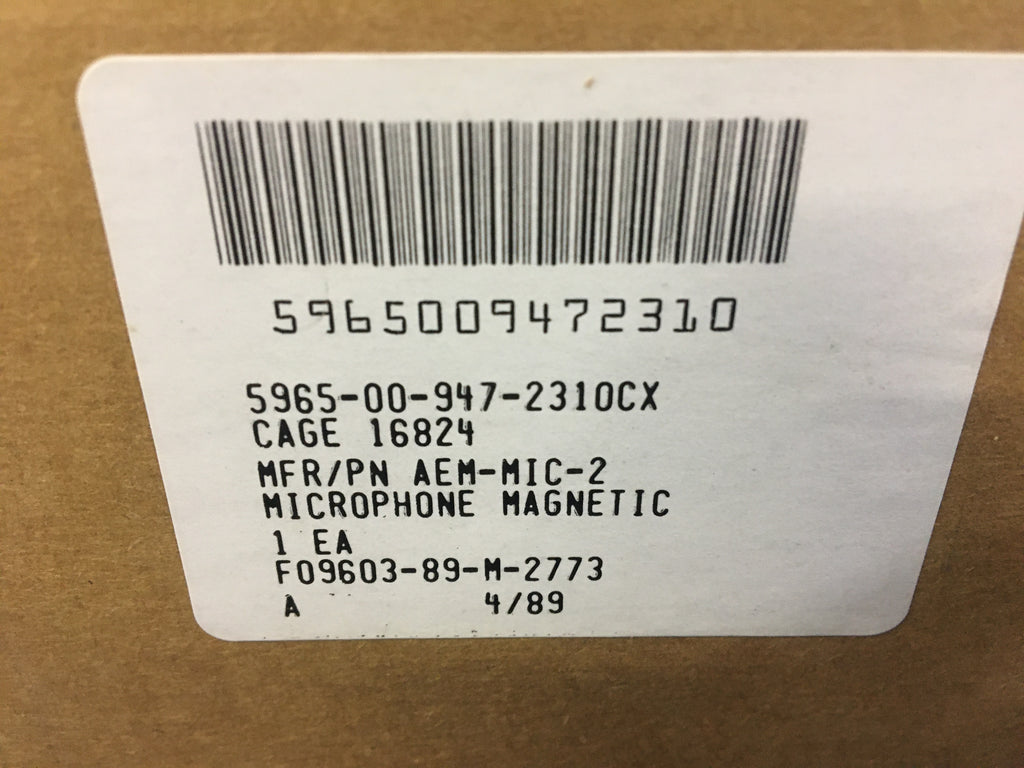 5965009472310
5965-00-947-2310CX
CAGE 16824
MFR/PN AEM-MIC-2
MICROPHONE MAGNETIC
1 EA
F09603-89-M-2773
A 4/89